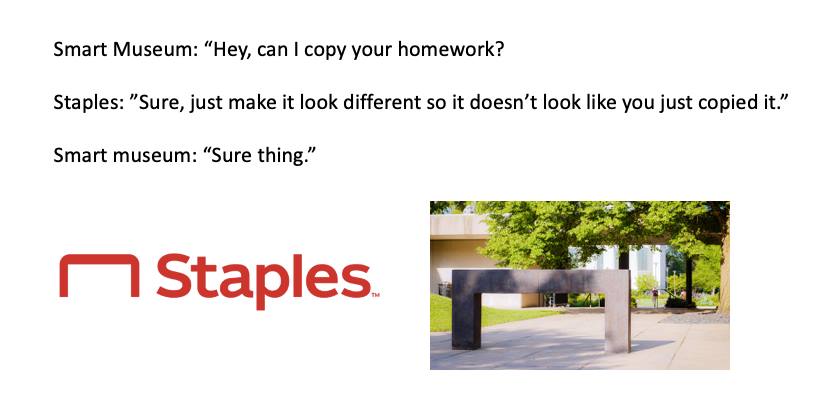 Smart Museum: “Hey, can I copy your homework?
Staples: ”Sure, just make it look different so it doesn’t look like you just copied it.”
Smart museum: “Sure thing.”
Staples™